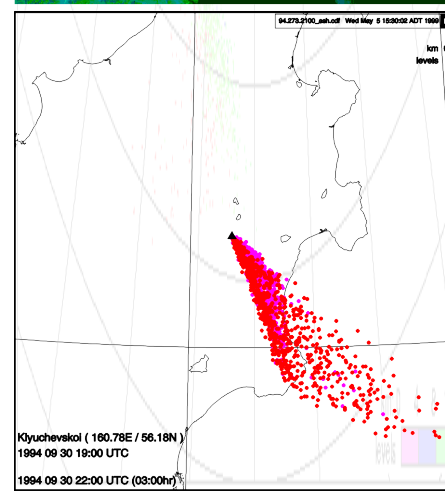 94.273.2100_ash.cdf Wed May 5 15:30:02 ADT 1999
km
levels
levels
Klyuchevskoi ( 160.78E / 56.18N )
1994 09 30 19:00 UTC
1994 09 30 22:00 UTC (03:00hr)